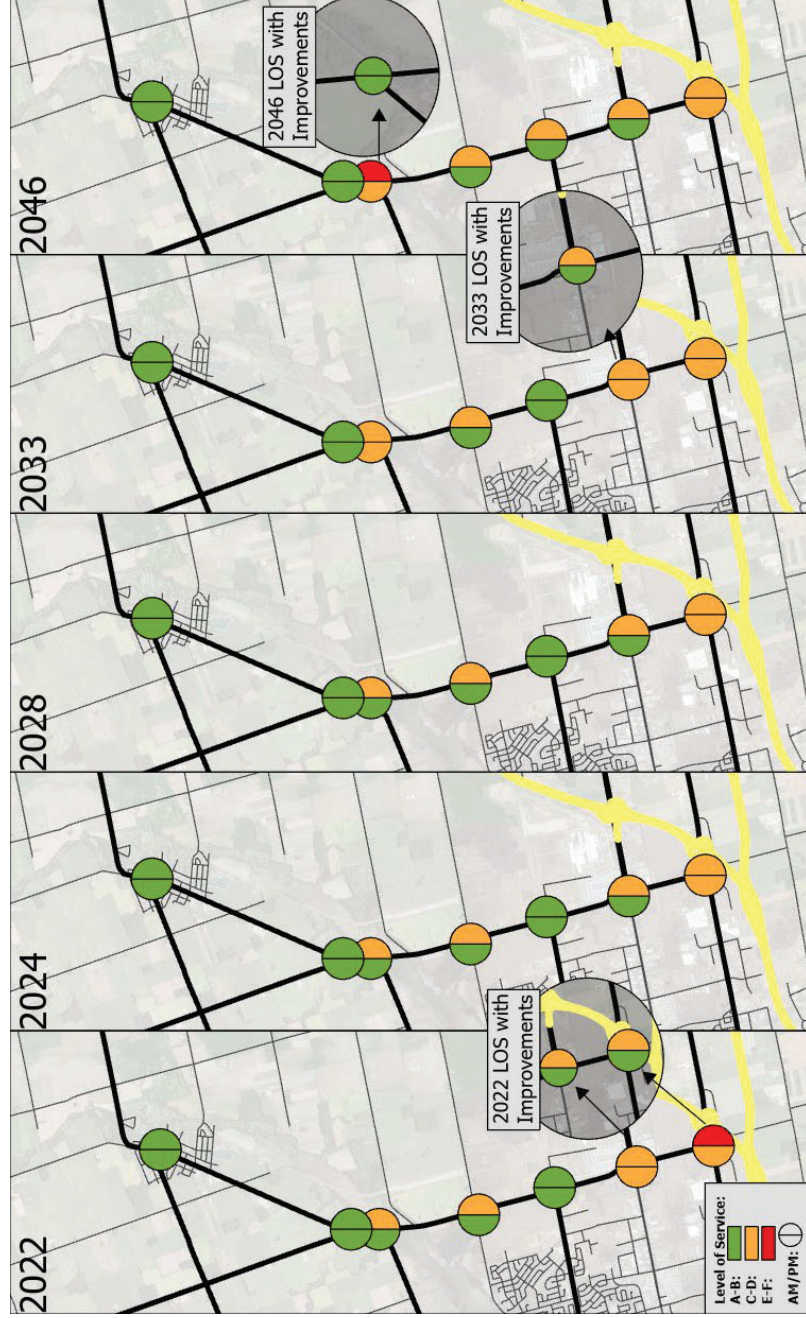 2022
2022 LOS with
Improvements
Level of Service:
A-B:
C-D:
E-F:
AM/PM:
2024
2028
2033
2033 LOS with
Improvements
2046
2046 LOS with
Improvements